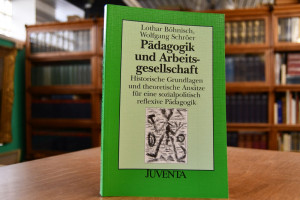 Lothar Böhnisch,
Wolfgang Schröer
Pädagogik
und Arbeits-
gesellschaft
Historische Grundlagen
und theoretische Ansätze
für eine sozialpolitisch
reflexive Pädagogik
JUVENTA